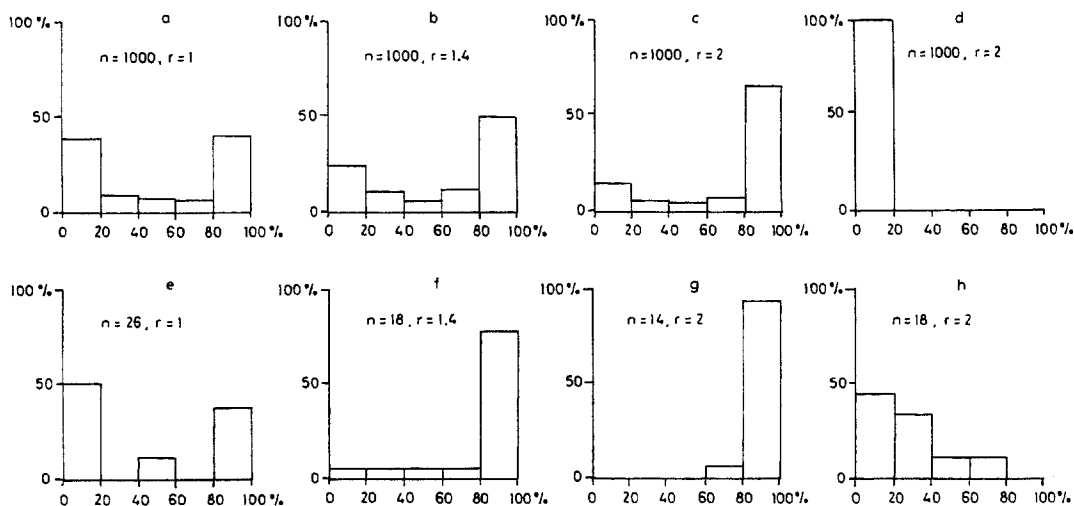 a b c d
100 % 100 % 100 % 100 %
n = 1000 , r = 1 n = 1000 , r = 1,4 n = 1000 , r = 2 n = 1000 , r = 2
50 50 50 50
0 0 0 0
0 20 40 60 80 100 % 0 20 40 60 80 100 % 0 20 40 60 80 100 % 0 20 40 60 80 100 %
e f g h
100 % 100 % 100 % 100 %
n = 26 , r = 1 n = 18 , r = 1,4 n = 14 , r = 2 n = 18 , r = 2
50 50 50 50
0 0 0 0
0 20 40 60 80 100 % 0 20 40 60 80 100 % 0 20 40 60 80 100 % 0 20 40 60 80 100 %